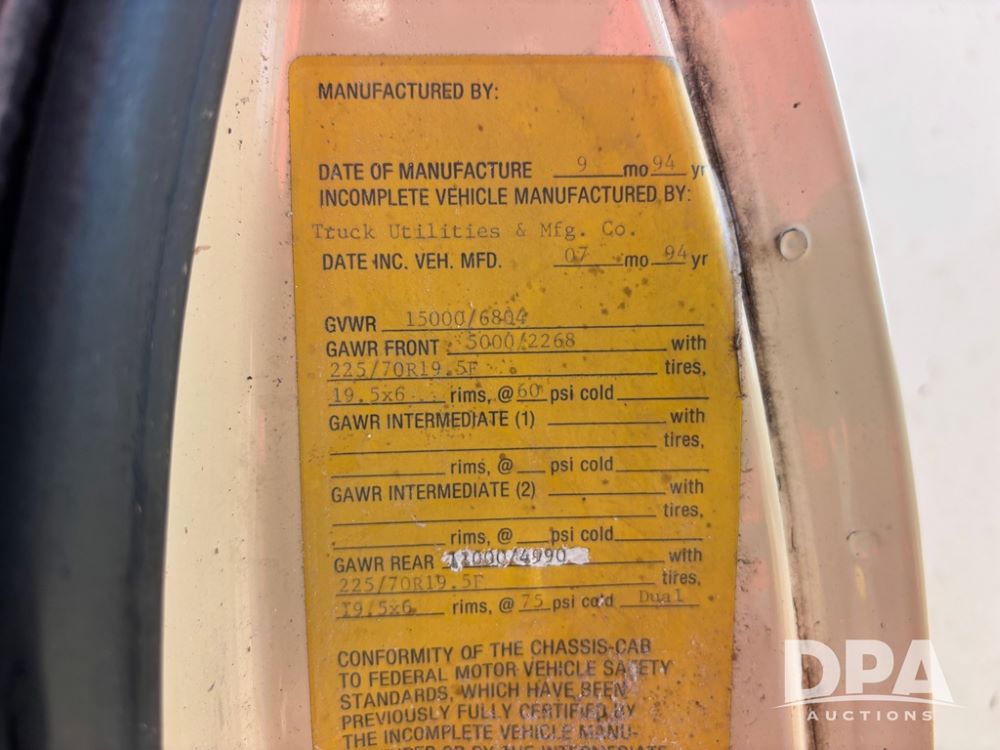 MANUFACTURED BY:
DATE OF MANUFACTURE 9 mo 94 yr
INCOMPLETE VEHICLE MANUFACTURED BY:
Truck Utilities & Mfg. Co.
DATE INC. VEH. MFD. 07 mo 94 yr
GVWR 15000/6804
GAWR FRONT 5000/2268 with
225/70R19.5F tires,
19.5x6 rims, @ 60 psi cold
GAWR INTERMEDIATE (1) with
tires,
rims, @ psi cold
GAWR INTERMEDIATE (2) with
tires,
rims, @ psi cold
GAWR REAR 11000/4990 with
225/70R19.5F tires,
19.5x6 rims, @ 75 psi cold Dual
CONFORMITY OF THE CHASSIS-CAB
TO FEDERAL MOTOR VEHICLE SAFETY
STANDARDS, WHICH HAVE BEEN
PREVIOUSLY FULLY CERTIFIED BY
THE INCOMPLETE VEHICLE MANU-
OR BY THE INTERMEDIATE
DPA
AUCTIONS